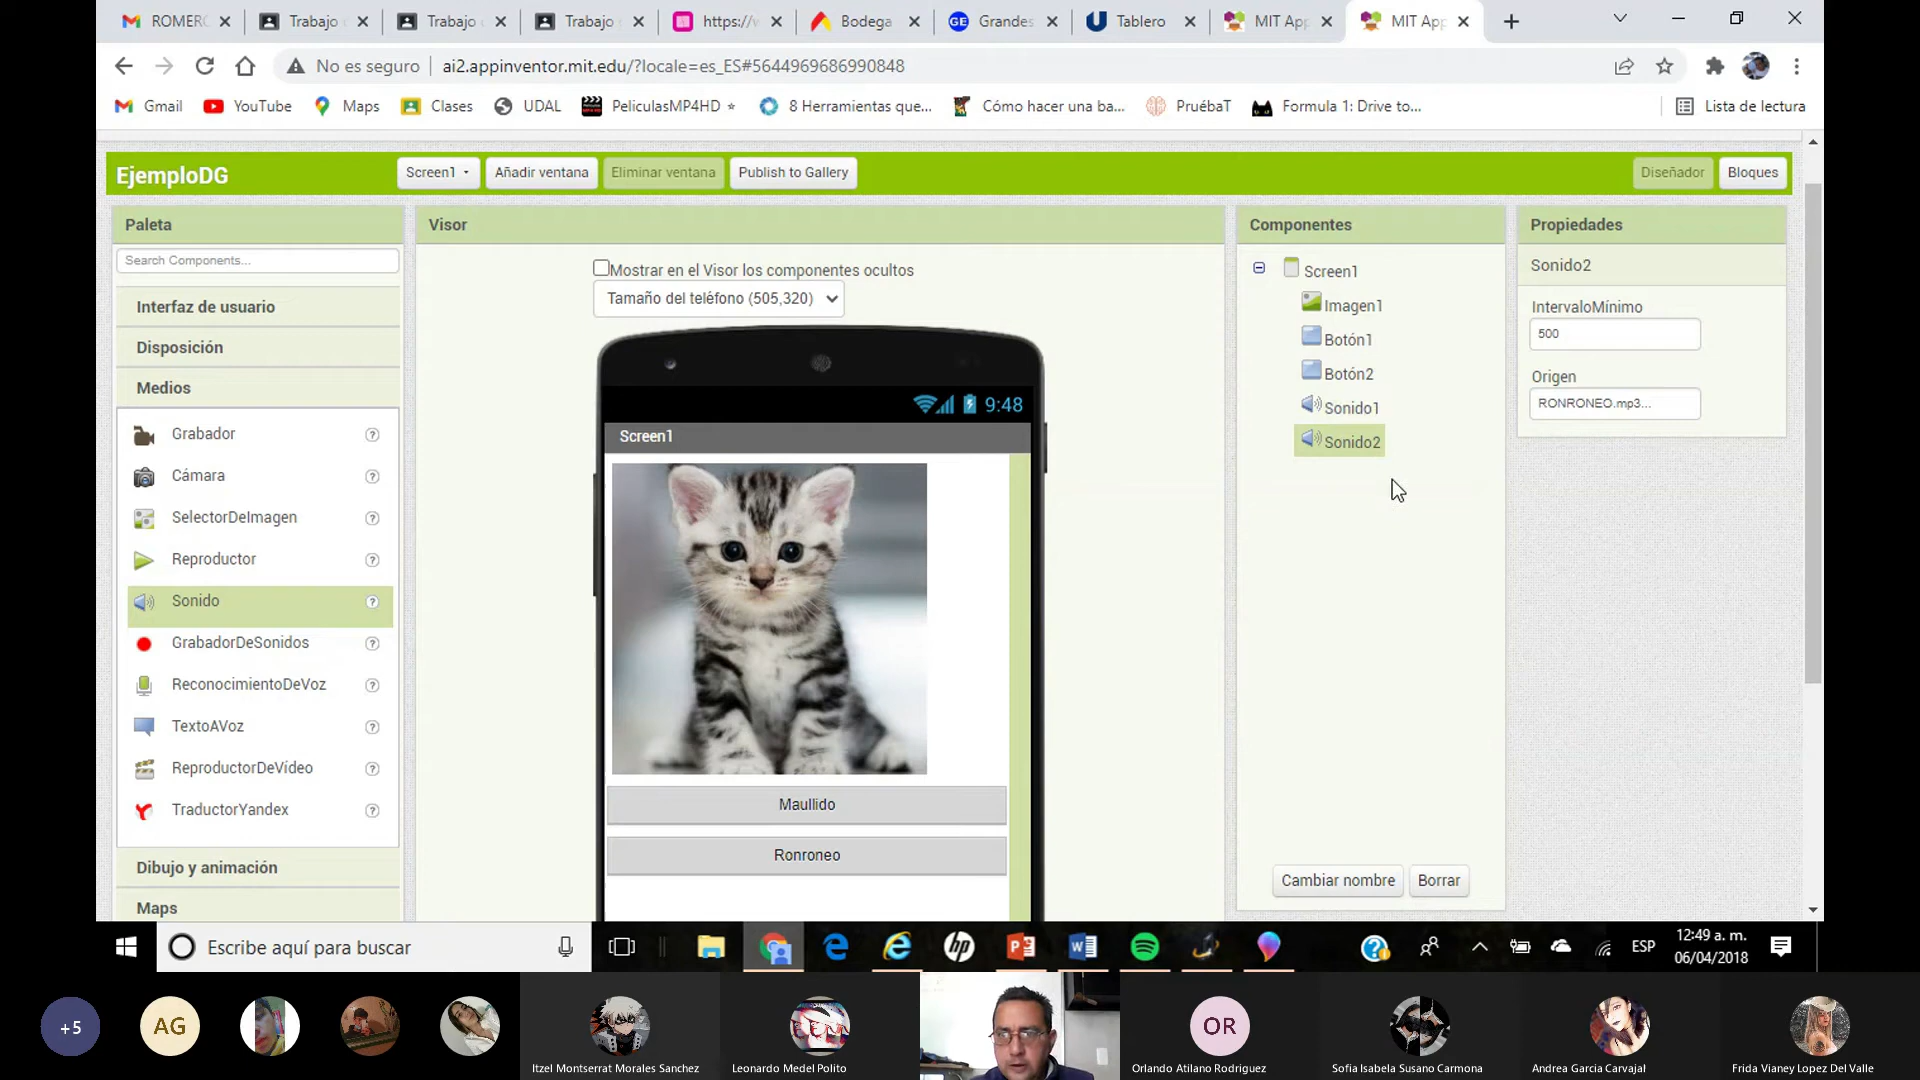 ROMERO
Trabajo
Trabajo
Trabajo
https://w
Bodega
GE
Grandes
Tablero
MIT App
MIT App
No es seguro
ai2.appinventor.mit.edu/?locale=es_ES#5644969686990848
Gmail
YouTube
Maps
Clases
UDAL
PeliculasMP4HD
8 Herramientas que...
Cómo hacer una ba...
PruébaT
Formula 1: Drive to...
Lista de lectura
EjemploDG
Screen1
Añadir ventana
Eliminar ventana
Publish to Gallery
Diseñador
Bloques
Paleta
Visor
Componentes
Propiedades
Search Components...
Interfaz de usuario
Disposición
Medios
Grabador
Cámara
SelectorDeImagen
Reproductor
Sonido
GrabadorDeSonidos
ReconocimientoDeVoz
TextoAVoz
ReproductorDeVídeo
TraductorYandex
Dibujo y animación
Maps
Mostrar en el Visor los componentes ocultos
Tamaño del teléfono (505,320)
9:48
Screen1
Maullido
Ronroneo
Screen1
Imagen1
Botón1
Botón2
Sonido1
Sonido2
Cambiar nombre
Borrar
Sonido2
IntervaloMínimo
500
Origen
RONRONEO.mp3...
Escribe aquí para buscar
hp
ESP
12:49 a. m.
06/04/2018
+5
AG
OR
Itzel Montserrat Morales Sanchez
Leonardo Medel Polito
Orlando Atilano Rodriguez
Sofia Isabela Susano Carmona
Andrea Garcia Carvajal
Frida Vianey Lopez Del Valle